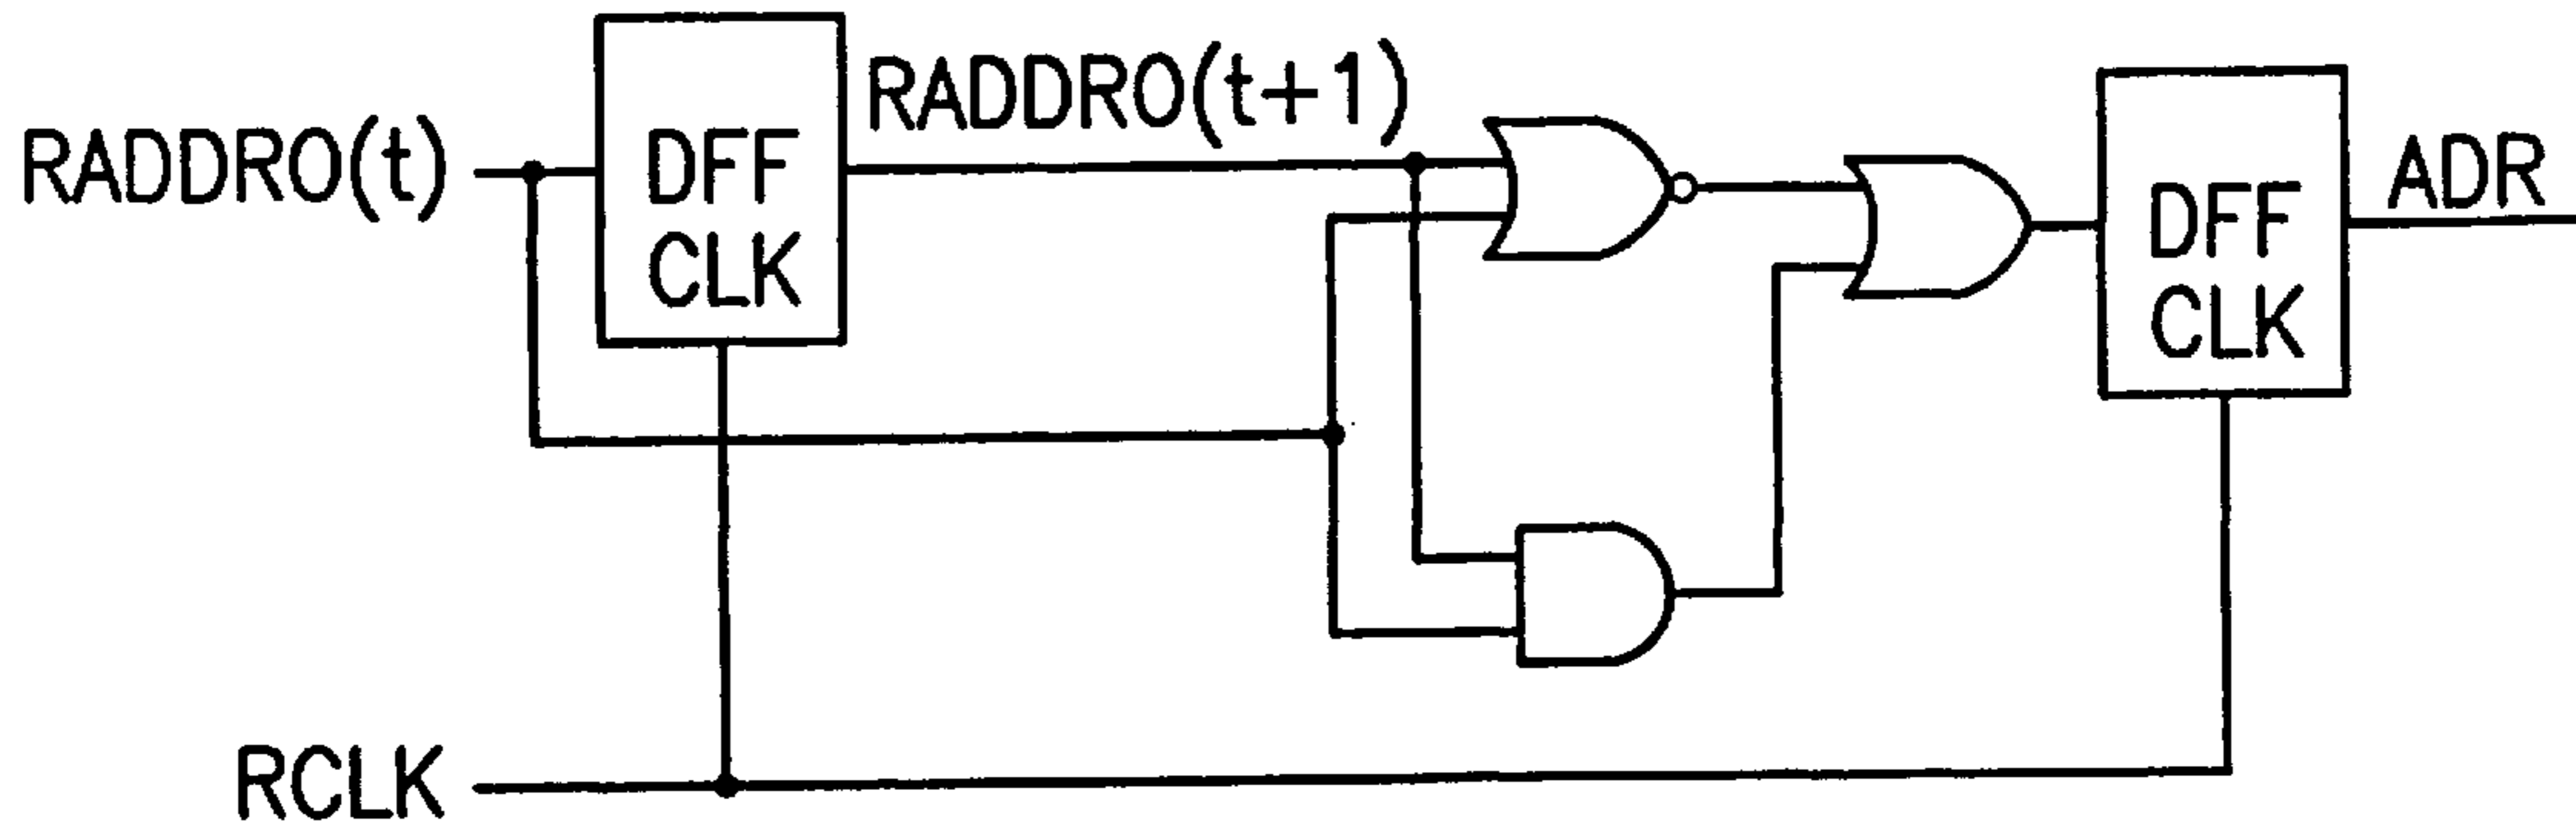 RADDRO(t)
DFF
CLK
RADDRO(t+1)
DFF
CLK
ADR
RCLK